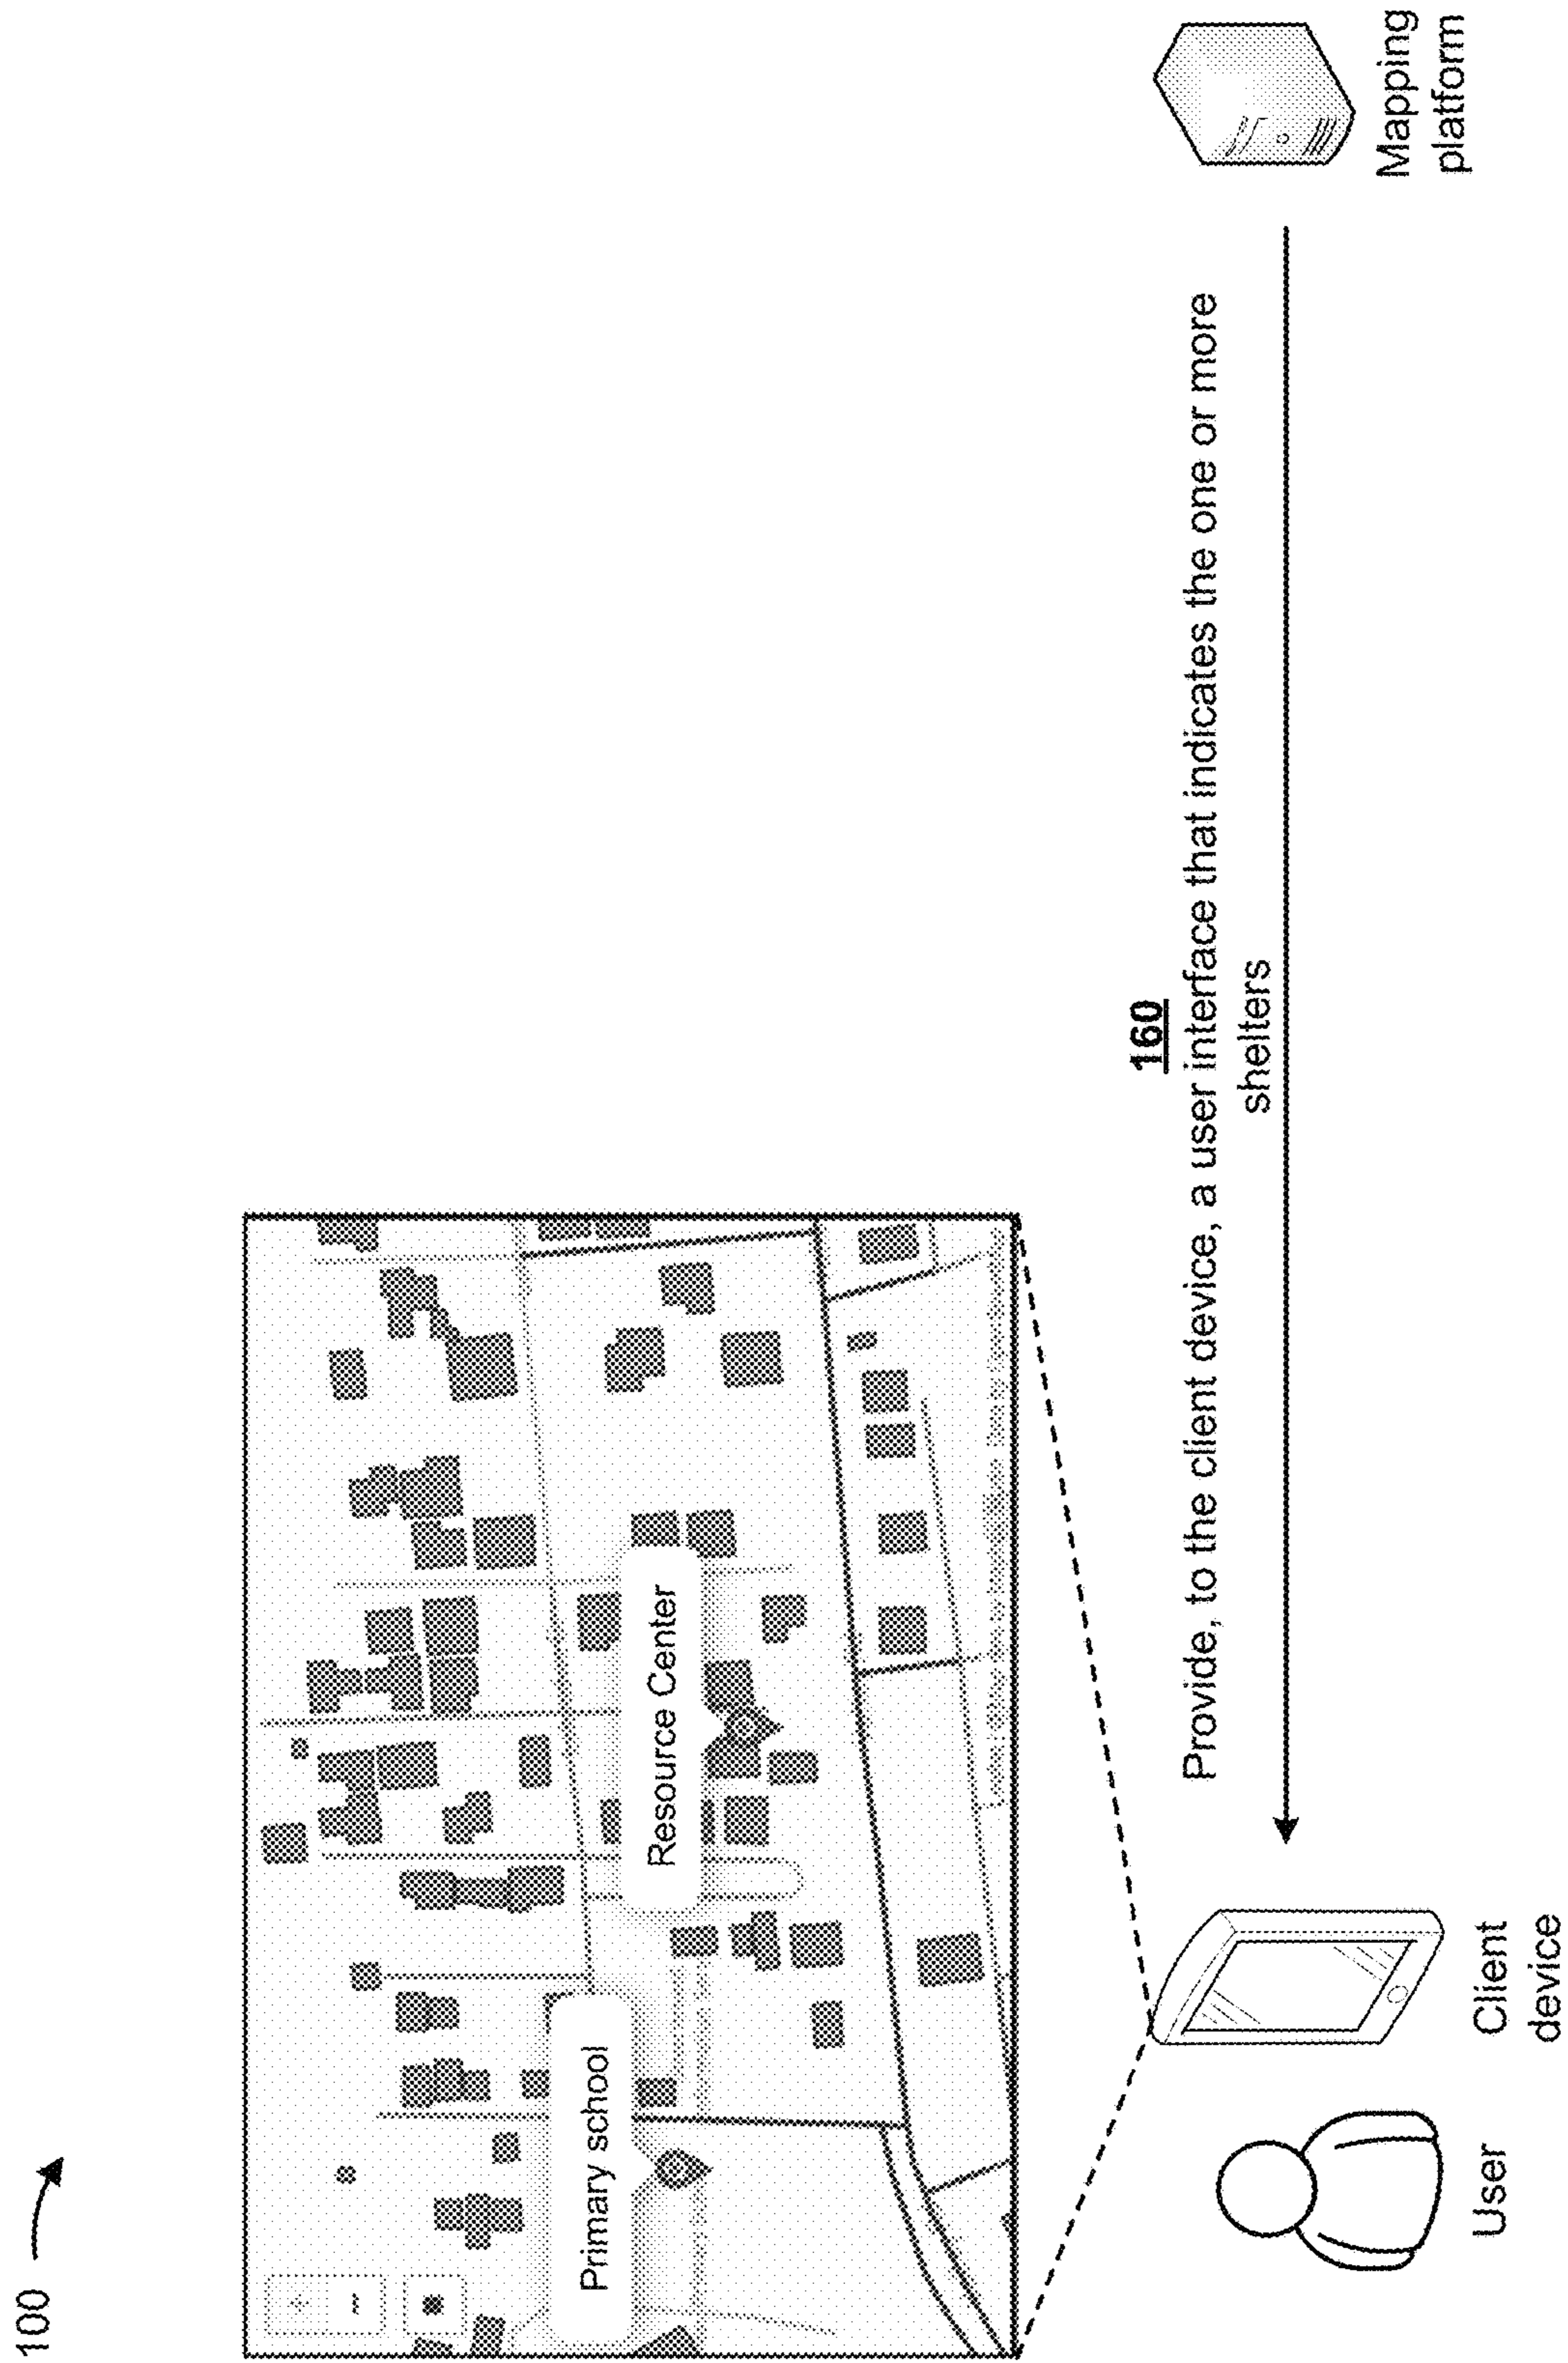 100
Primary school
Resource Center
160
Provide, to the client device, a user interface that indicates the one or more
shelters
User
Client
device
Mapping
platform